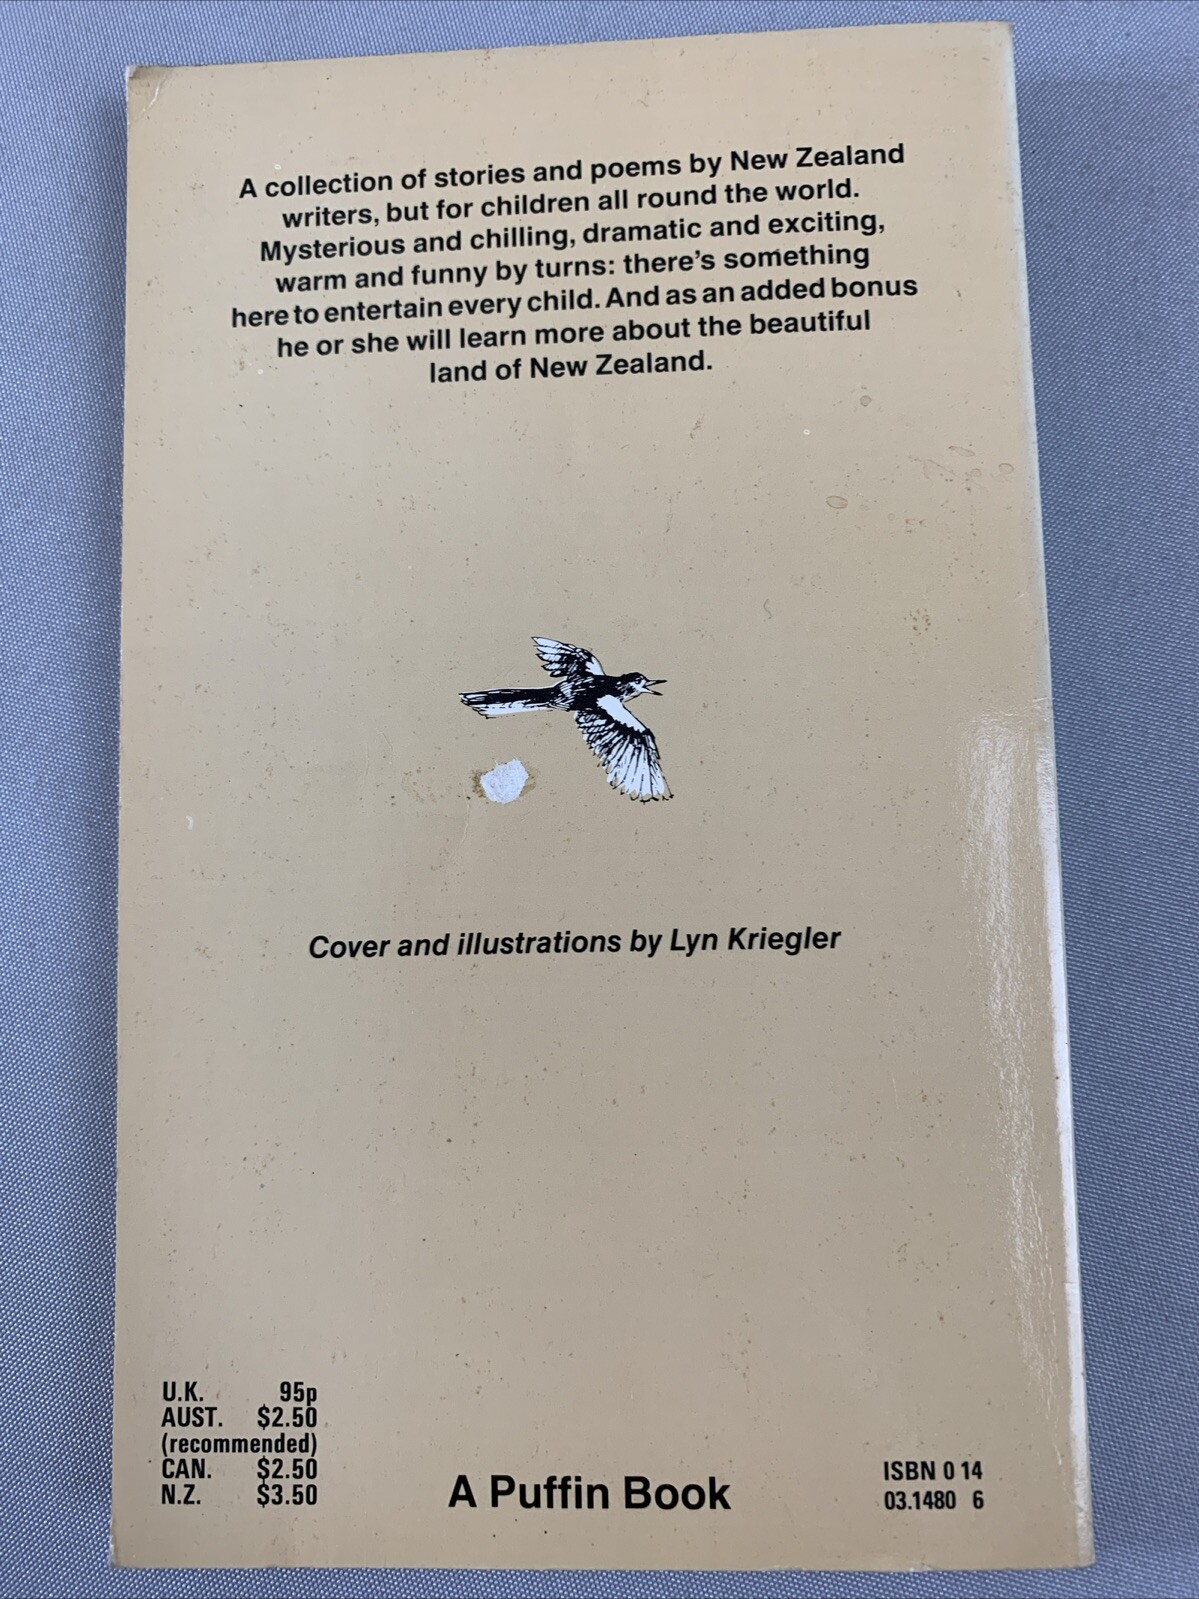 A collection of stories and poems by New Zealand
writers, but for children all round the world.
Mysterious and chilling, dramatic and exciting,
warm and funny by turns: there's something
here to entertain every child. And as an added bonus
he or she will learn more about the beautiful
land of New Zealand.
Cover and illustrations by Lyn Kriegler
U.K. 95p
AUST. $2.50
(recommended)
CAN. $2.50
N.Z. $3.50
A Puffin Book
ISBN 0 14
03.1480 6